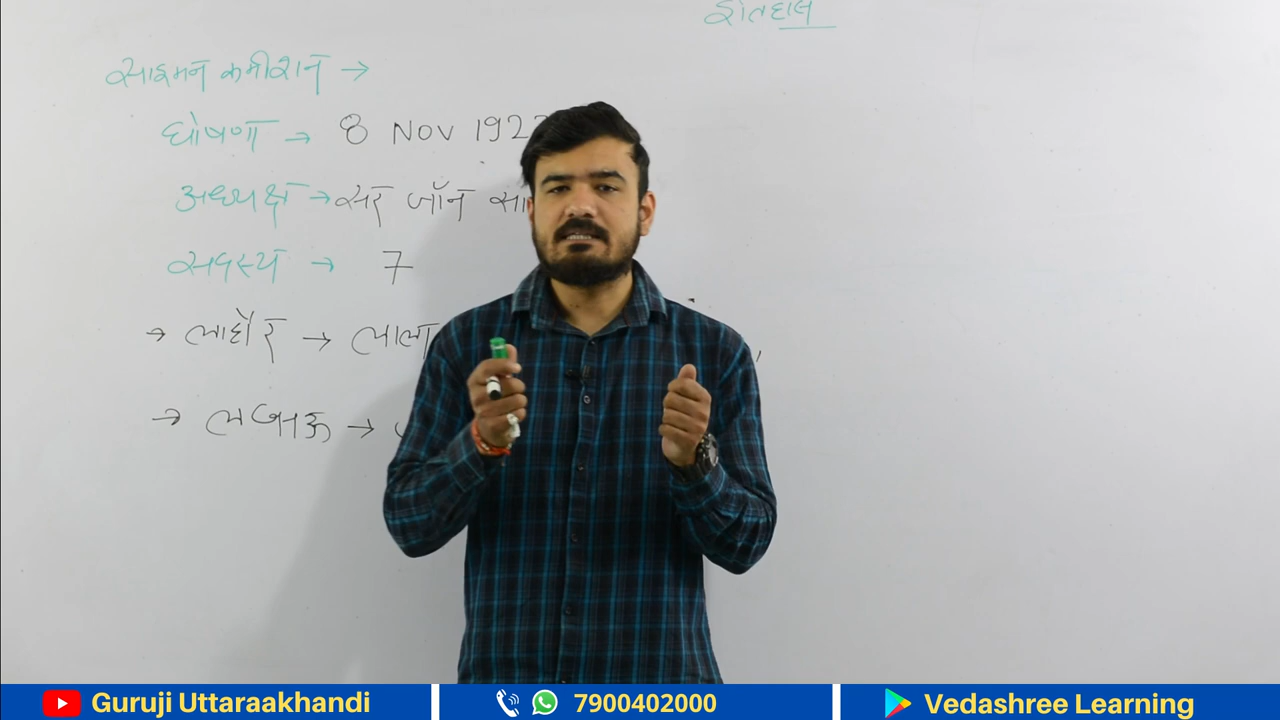 इतिहास
साइमन कमीशन →
घोषणा → 8 Nov 192
अध्यक्ष → सर जॉन सा
सदस्य → 7
→ लाहौर → लाला
→ लखनऊ →
Guruji Uttaraakhandi
7900402000
Vedashree Learning